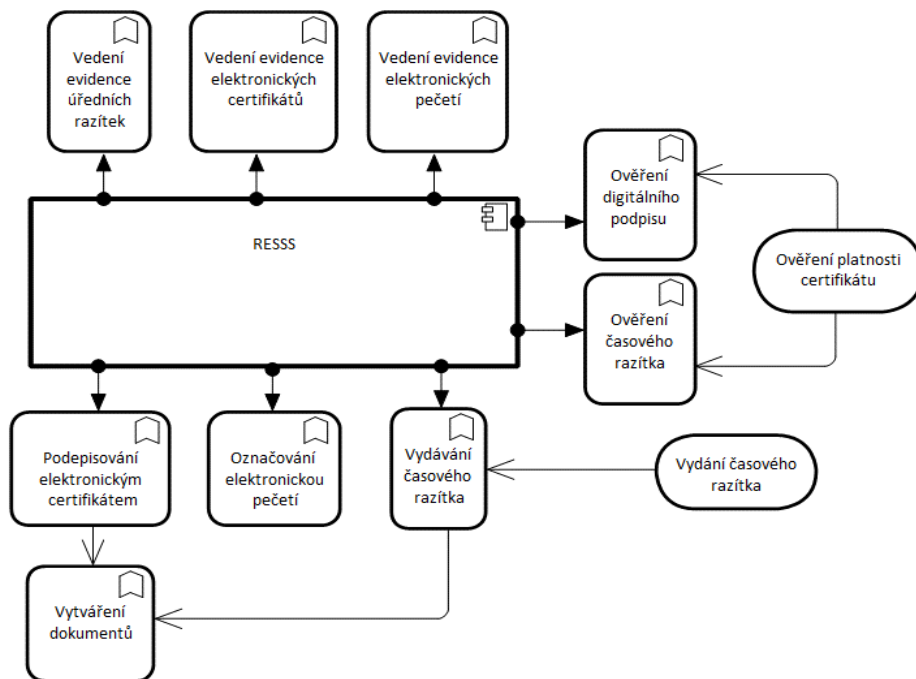 Vedení
evidence
úředních
razítek
Vedení evidence
elektronických
certifikátů
Vedení evidence
elektronických
pečetí
RESSS
Ověření
digitálního
podpisu
Ověření platnosti
certifikátu
Ověření
časového
razítka
Podepisování
elektronickým
certifikátem
Označování
elektronickou
pečetí
Vydávání
časového
razítka
Vydání časového
razítka
Vytváření
dokumentů